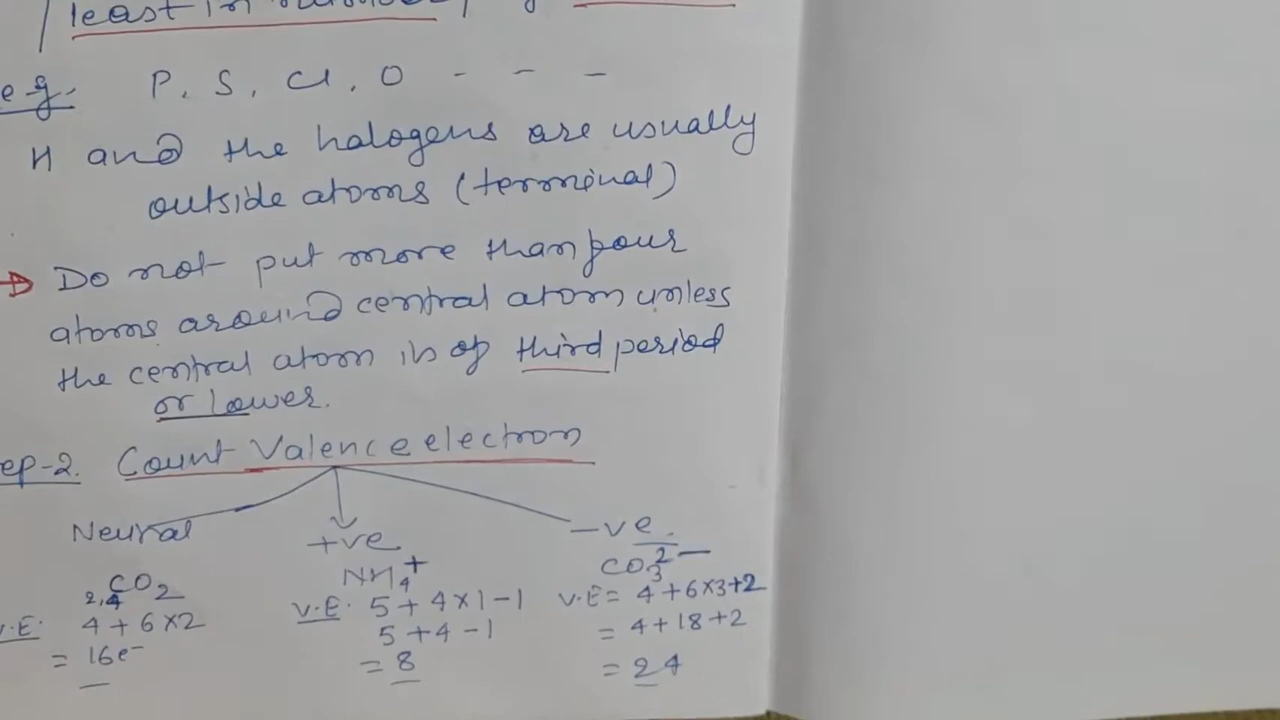 least in
e.g. P, S, Cl, O - - -
H and the halogens are usually
outside atoms (terminal)
→ Do not put more than four
atoms around central atom unless
the central atom is of third period
or lower.
ep-2. Count Valence electron
Neutral +ve -ve
CO₂ NH₄⁺ CO₃²⁻
2,4
V.E. 4 + 6×2 V.E. 5 + 4×1-1 V.E = 4+6×3+2
5+4-1 = 4+18+2
= 16e⁻ = 8 = 24